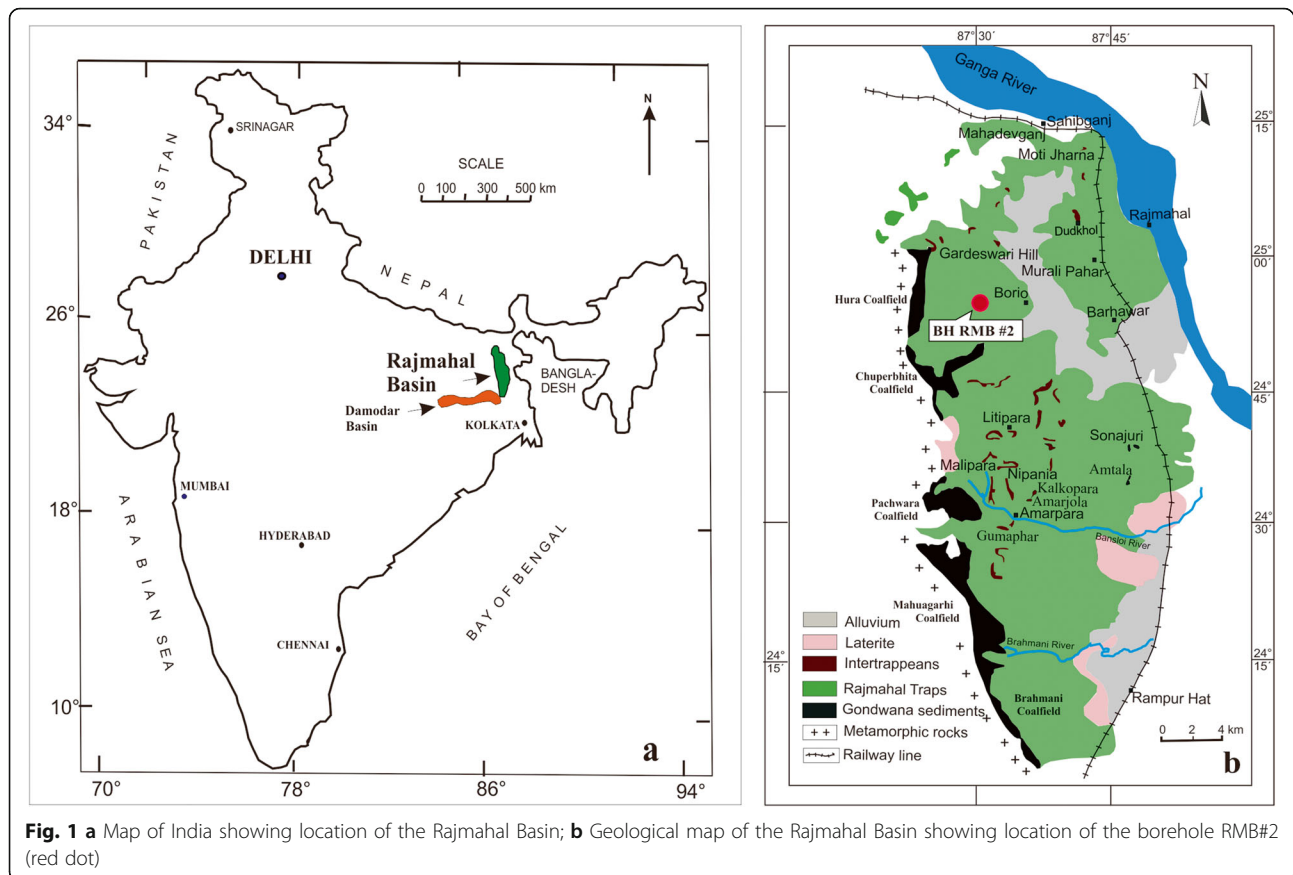 34°
26°
18°
10°
70°
78°
86°
94°
SRINAGAR
PAKISTAN
DELHI
NEPAL
SCALE
0 100 300 500 km
N
Rajmahal
Basin
Damodar
Basin
BANGLA-
DESH
KOLKATA
MUMBAI
HYDERABAD
CHENNAI
ARABIAN SEA
BAY OF BENGAL
a
87° 30´
87° 45´
Ganga River
N
Sahibganj
Mahadevganj
Moti Jharna
25°
15´
Rajmahal
Dudkhol
Gardeswari Hill
Murali Pahar
25°
00´
Hura Coalfield
Borio
BH RMB #2
Barhawar
Chuperbhita
Coalfield
24°
45´
Litipara
Sonajuri
Malipara
Nipania
Amtala
Kalkopara
Amarjola
Pachwara
Coalfield
Amarpara
24°
30´
Gumaphar
Bansloi River
Mahuagarhi
Coalfield
Brahmani River
24°
15´
24°
15´
Brahmani
Coalfield
Rampur Hat
Alluvium
Laterite
Intertrappeans
Rajmahal Traps
Gondwana sediments
++ Metamorphic rocks
Railway line
0 2 4 km
b
Fig. 1 a Map of India showing location of the Rajmahal Basin; b Geological map of the Rajmahal Basin showing location of the borehole RMB#2
(red dot)